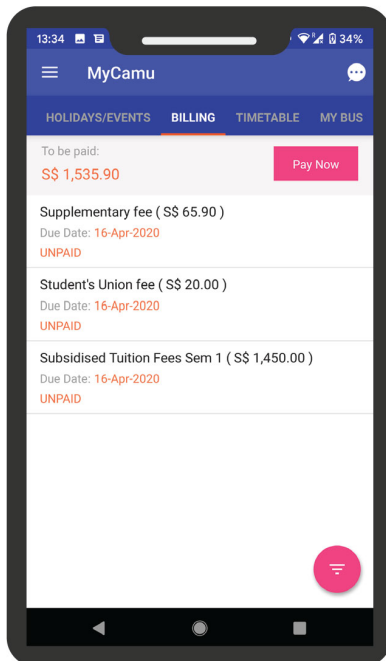 13:34
34%
MyCamu
HOLIDAYS/EVENTS BILLING TIMETABLE MY BUS
To be paid:
S$ 1,535.90
Pay Now
Supplementary fee ( S$ 65.90 )
Due Date: 16-Apr-2020
UNPAID
Student's Union fee ( S$ 20.00 )
Due Date: 16-Apr-2020
UNPAID
Subsidised Tuition Fees Sem 1 ( S$ 1,450.00 )
Due Date: 16-Apr-2020
UNPAID